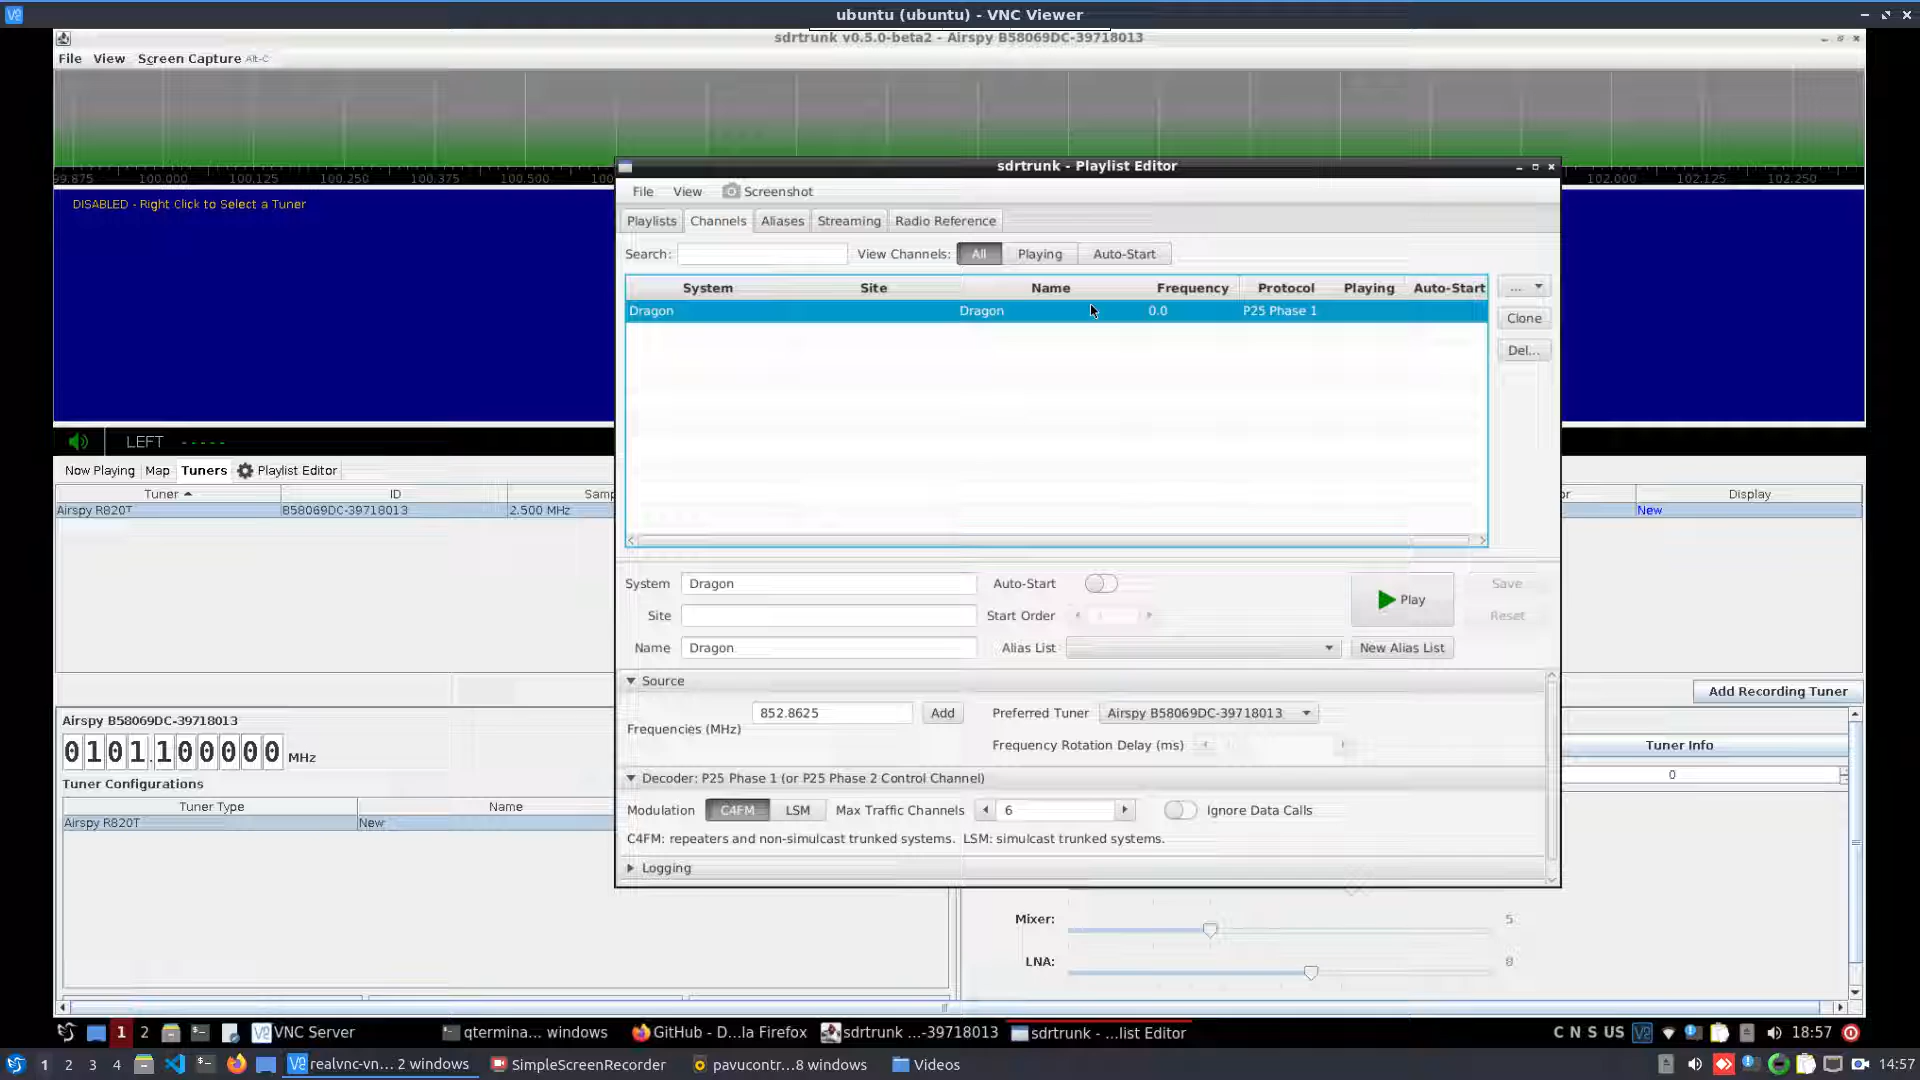 ubuntu (ubuntu) - VNC Viewer
sdrtrunk v0.5.0-beta2 - Airspy B58069DC-39718013
File View Screen Capture Alt-C
99.875 100.000 100.125 100.250 100.375 100.500 102.000 102.125 102.250
DISABLED - Right Click to Select a Tuner
sdrtrunk - Playlist Editor
File View Screenshot
Playlists Channels Aliases Streaming Radio Reference
Search: View Channels: All Playing Auto-Start
System Site Name Frequency Protocol Playing Auto-Start
Dragon Dragon 0.0 P25 Phase 1
...
Clone
Del...
LEFT - - - - -
Now Playing Map Tuners Playlist Editor
Tuner ID Display
Airspy R820T B58069DC-39718013 2.500 MHz New
System Dragon Auto-Start Play Save
Site Start Order Reset
Name Dragon Alias List New Alias List
Source
Frequencies (MHz) 852.8625 Add Preferred Tuner Airspy B58069DC-39718013
Frequency Rotation Delay (ms)
Decoder: P25 Phase 1 (or P25 Phase 2 Control Channel)
Modulation C4FM LSM Max Traffic Channels 6 Ignore Data Calls
C4FM: repeaters and non-simulcast trunked systems. LSM: simulcast trunked systems.
Logging
Add Recording Tuner
Airspy B58069DC-39718013
0101.100000 MHz
Tuner Configurations
Tuner Type Name
Airspy R820T New
Tuner Info
0
Mixer: 5
LNA: 8
1 2 VNC Server qtermina... windows GitHub - D...la Firefox sdrtrunk ...-39718013 sdrtrunk - ...list Editor C N S US 18:57
1 2 3 4 realvnc-vn... 2 windows SimpleScreenRecorder pavucontr...8 windows Videos 14:57